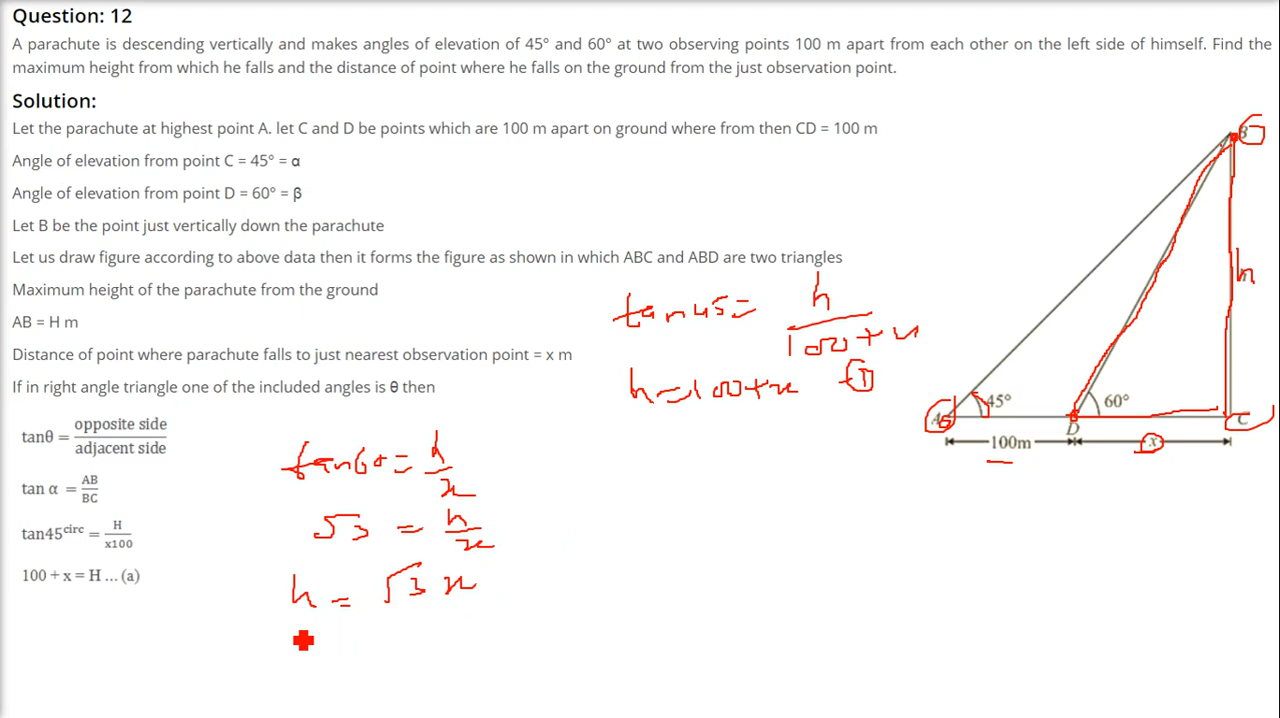 Question: 12
A parachute is descending vertically and makes angles of elevation of 45° and 60° at two observing points 100 m apart from each other on the left side of himself. Find the
maximum height from which he falls and the distance of point where he falls on the ground from the just observation point.
Solution:
Let the parachute at highest point A. let C and D be points which are 100 m apart on ground where from then CD = 100 m
Angle of elevation from point C = 45° = α
Angle of elevation from point D = 60° = β
Let B be the point just vertically down the parachute
Let us draw figure according to above data then it forms the figure as shown in which ABC and ABD are two triangles
Maximum height of the parachute from the ground
AB = H m
Distance of point where parachute falls to just nearest observation point = x m
If in right angle triangle one of the included angles is θ then
tanθ = opposite side / adjacent side
tan α = AB / BC
tan45circ = H / x100
100 + x = H ... (a)
tan 45 = h / 100 + x
h = 100 + x - ①
tan 60 = h / x
√3 = h / x
h = √3 x
B
h
A
45°
D
60°
C
100m
x